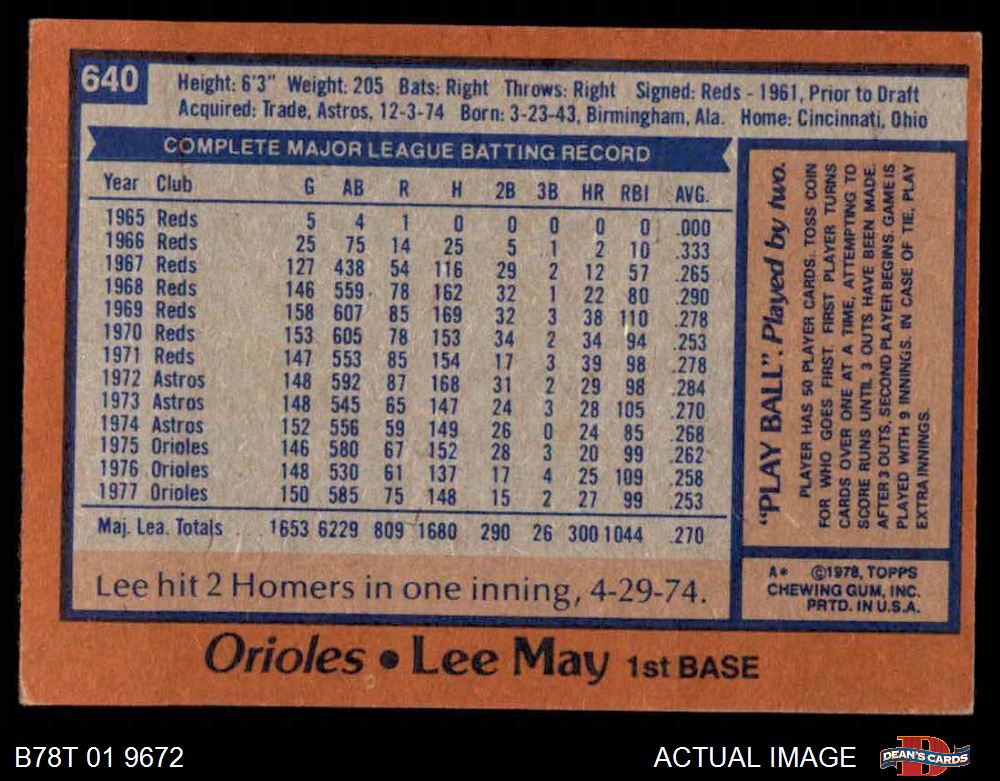 640
Height: 6'3" Weight: 205 Bats: Right Throws: Right Signed: Reds - 1961, Prior to Draft
Acquired: Trade, Astros, 12-3-74 Born: 3-23-43, Birmingham, Ala. Home: Cincinnati, Ohio
COMPLETE MAJOR LEAGUE BATTING RECORD
Year Club G AB R H 2B 3B HR RBI AVG.
1965 Reds 5 4 1 0 0 0 0 0 .000
1966 Reds 25 75 14 25 5 1 2 10 .333
1967 Reds 127 438 54 116 29 2 12 57 .265
1968 Reds 146 559 78 162 32 1 22 80 .290
1969 Reds 158 607 85 169 32 3 38 110 .278
1970 Reds 153 605 78 153 34 2 34 94 .253
1971 Reds 147 553 85 154 17 3 39 98 .278
1972 Astros 148 592 87 168 31 2 29 98 .284
1973 Astros 148 545 65 147 24 3 28 105 .270
1974 Astros 152 556 59 149 26 0 24 85 .268
1975 Orioles 146 580 67 152 28 3 20 99 .262
1976 Orioles 148 530 61 137 17 4 25 109 .258
1977 Orioles 150 585 75 148 15 2 27 99 .253
Maj. Lea. Totals 1653 6229 809 1680 290 26 300 1044 .270
Lee hit 2 Homers in one inning, 4-29-74.
"PLAY BALL". Played by two.
PLAYER HAS 50 PLAYER CARDS. TOSS COIN
FOR WHO GOES FIRST. FIRST PLAYER TURNS
CARDS OVER ONE AT A TIME, ATTEMPTING TO
SCORE RUNS UNTIL 3 OUTS HAVE BEEN MADE.
AFTER 3 OUTS, SECOND PLAYER BEGINS. GAME IS
PLAYED WITH 9 INNINGS. IN CASE OF TIE, PLAY
EXTRA INNINGS.
A* ©1978, TOPPS
CHEWING GUM, INC.
PRTD. IN U.S.A.
Orioles • Lee May 1st BASE
B78T 01 9672
ACTUAL IMAGE
DEAN'S CARDS